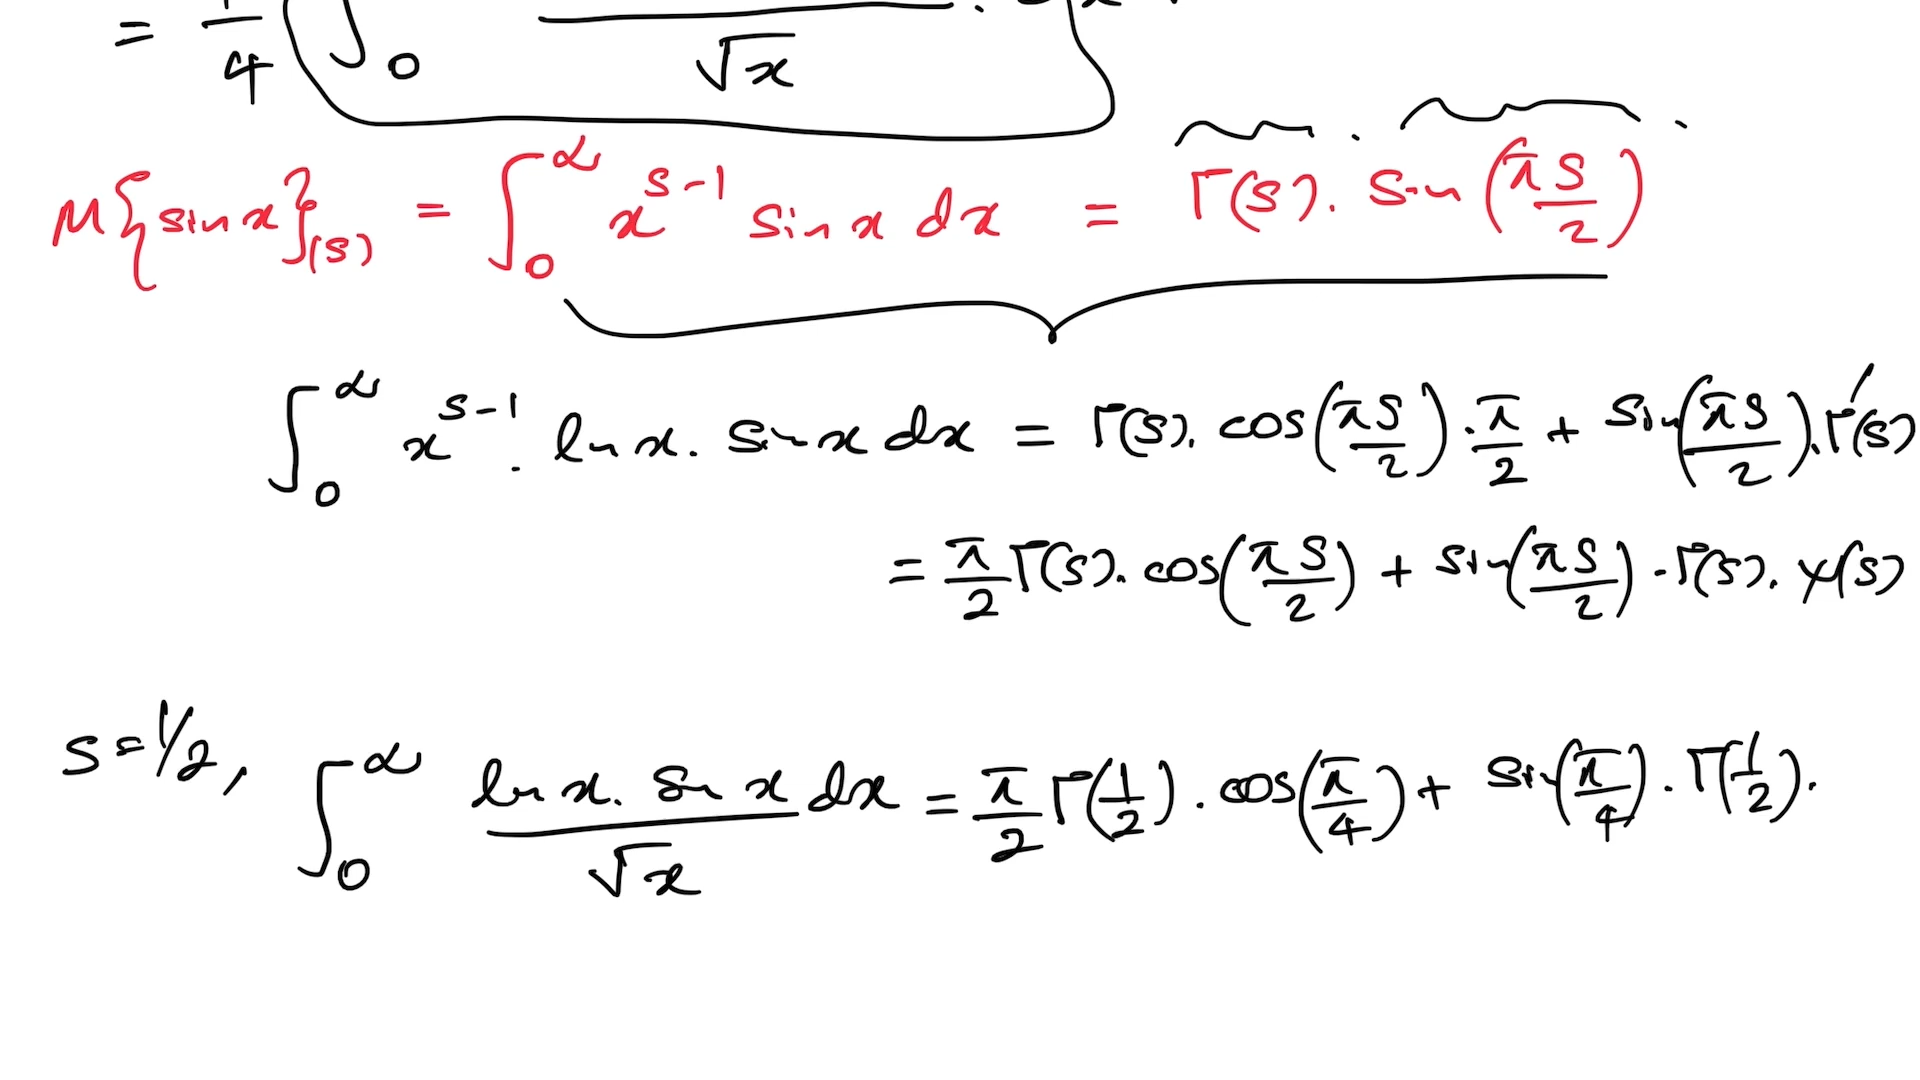 = 1/4 ∫_0 ‾‾‾/√x
M{sin x}(s) = ∫_0^∞ x^{s-1} sin x dx = Γ(s). sin(πs/2)
∫_0^∞ x^{s-1}. ln x. sin x dx = Γ(s). cos(πs/2).π/2 + sin(πs/2).Γ'(s)
= π/2 Γ(s). cos(πs/2) + sin(πs/2).Γ(s). ψ(s)
s=1/2, ∫_0^∞ (ln x. sin x)/√x dx = π/2 Γ(1/2). cos(π/4) + sin(π/4).Γ(1/2).